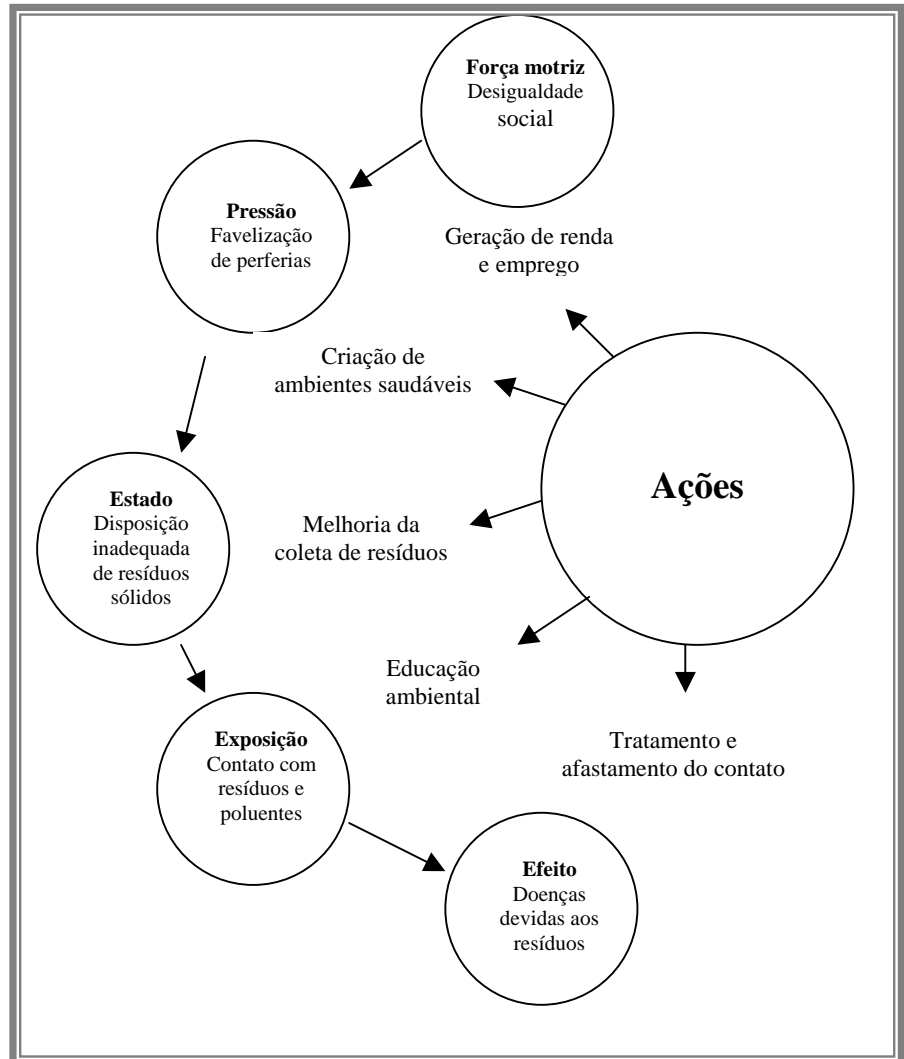 Força motriz
Desigualdade
social
Pressão
Favelização
de perferias
Geração de renda
e emprego
Criação de
ambientes saudáveis
Ações
Estado
Disposição
inadequada
de resíduos
sólidos
Melhoria da
coleta de resíduos
Educação
ambiental
Exposição
Contato com
resíduos e
poluentes
Tratamento e
afastamento do contato
Efeito
Doenças
devidas aos
resíduos